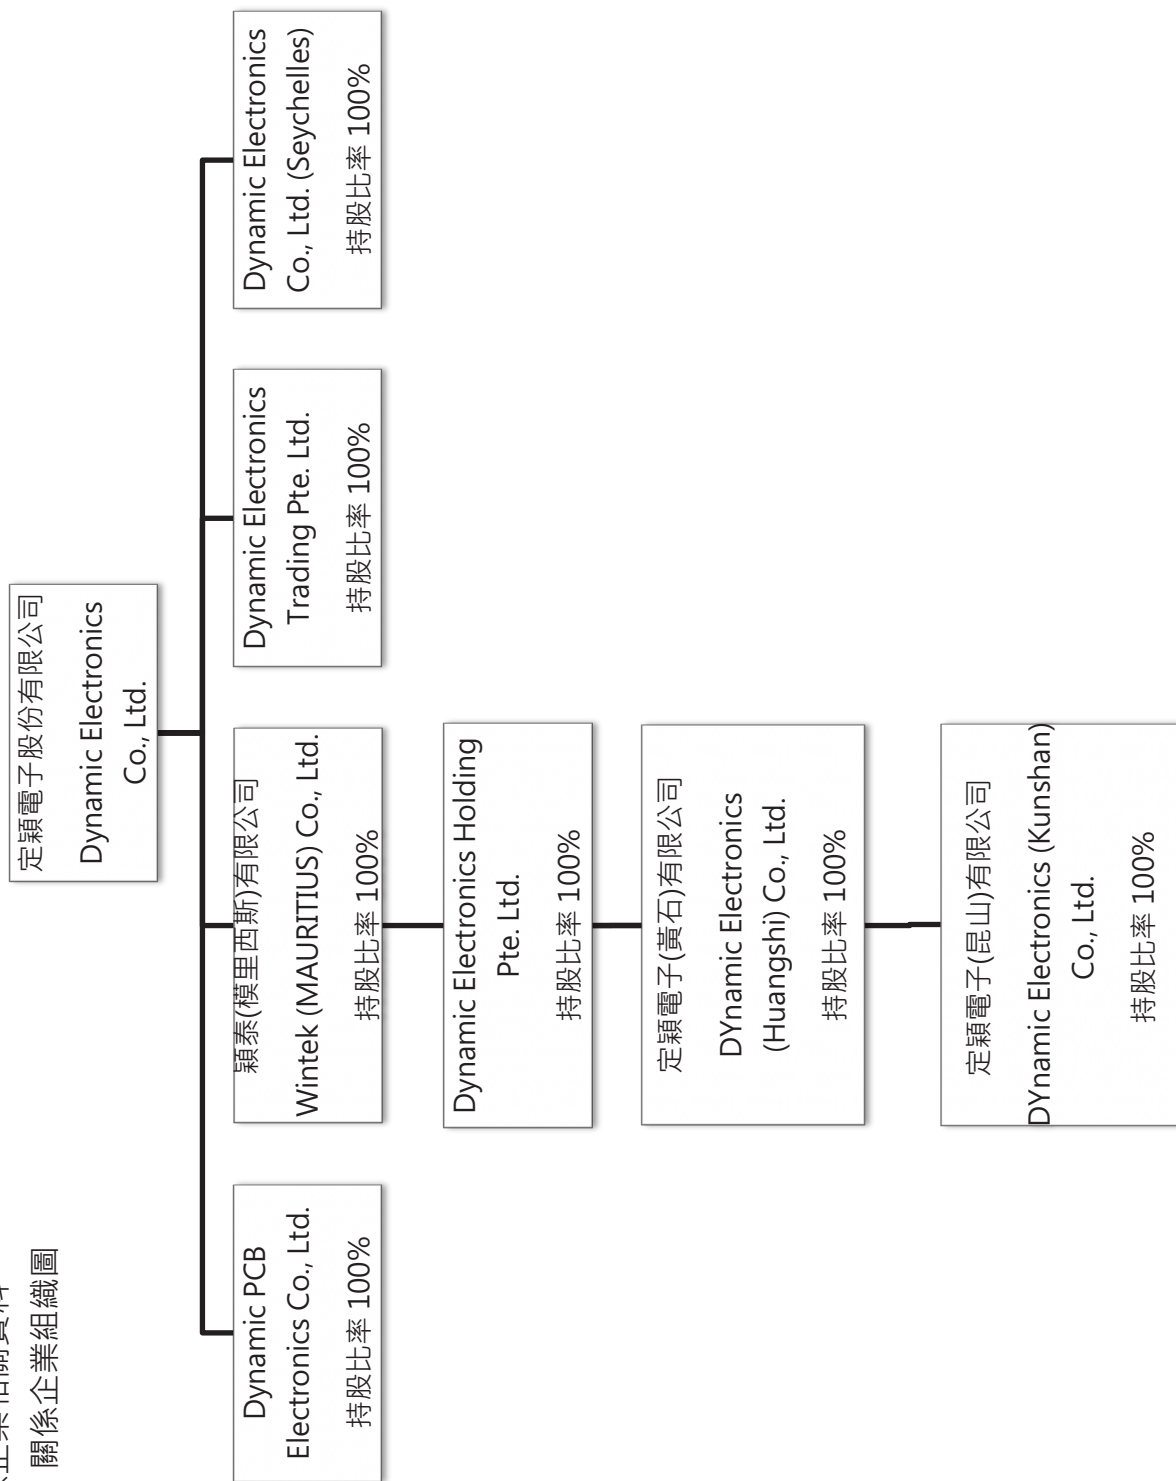 關係企業組織圖
定穎電子股份有限公司
Dynamic Electronics
Co., Ltd.
Dynamic PCB
Electronics Co., Ltd.
持股比率 100%
穎泰(模里西斯)有限公司
Wintek (MAURITIUS) Co., Ltd.
持股比率 100%
Dynamic Electronics
Trading Pte. Ltd.
持股比率 100%
Dynamic Electronics
Co., Ltd. (Seychelles)
持股比率 100%
Dynamic Electronics Holding
Pte. Ltd.
持股比率 100%
定穎電子(黃石)有限公司
DYnamic Electronics
(Huangshi) Co., Ltd.
持股比率 100%
定穎電子(昆山)有限公司
DYnamic Electronics (Kunshan)
Co., Ltd.
持股比率 100%